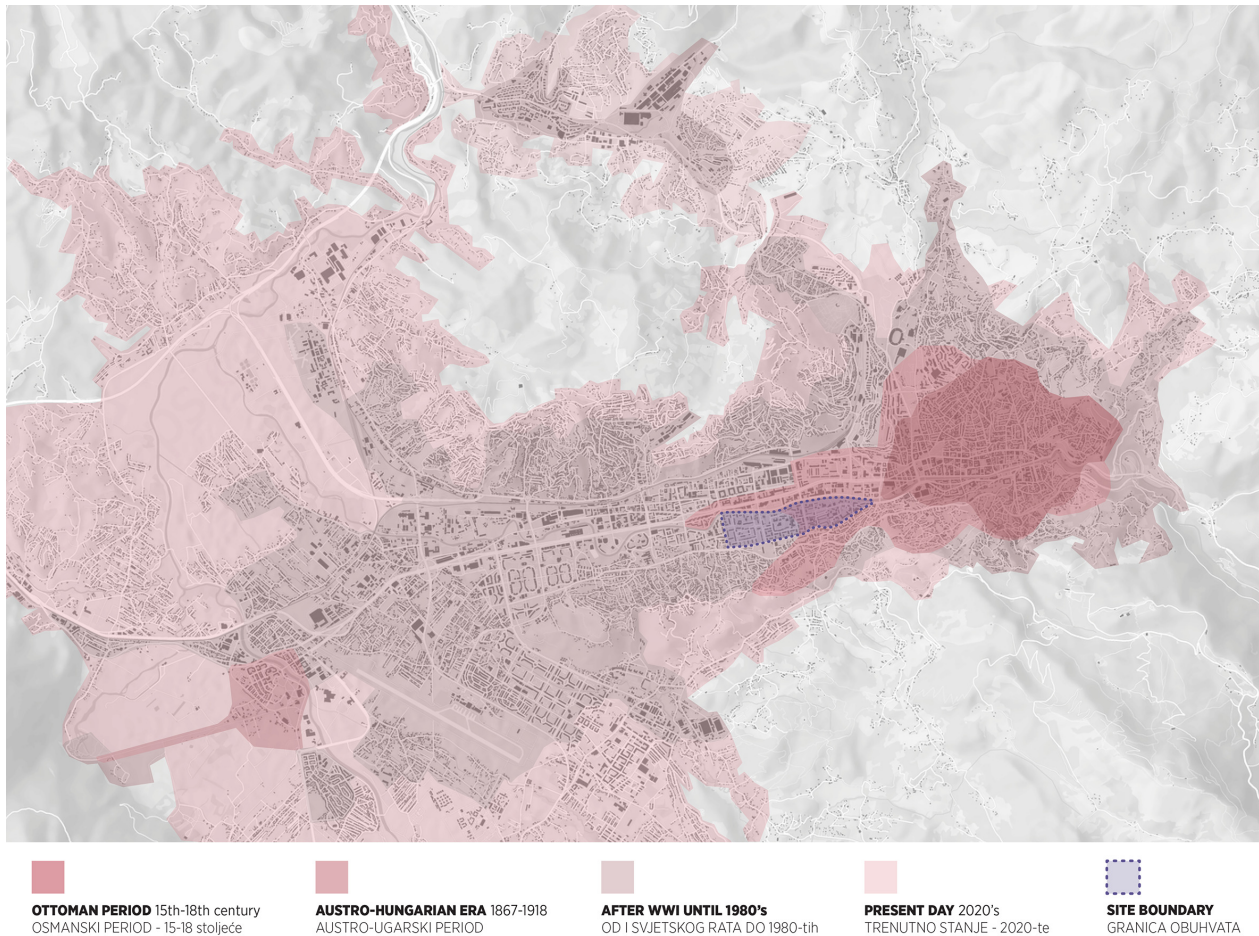 OTTOMAN PERIOD 15th-18th century
OSMANSKI PERIOD - 15-18 stoljeće
AUSTRO-HUNGARIAN ERA 1867-1918
AUSTRO-UGARSKI PERIOD
AFTER WWI UNTIL 1980’s
OD I SVJETSKOG RATA DO 1980-tih
PRESENT DAY 2020’s
TRENUTNO STANJE - 2020-te
SITE BOUNDARY
GRANICA OBUHVATA